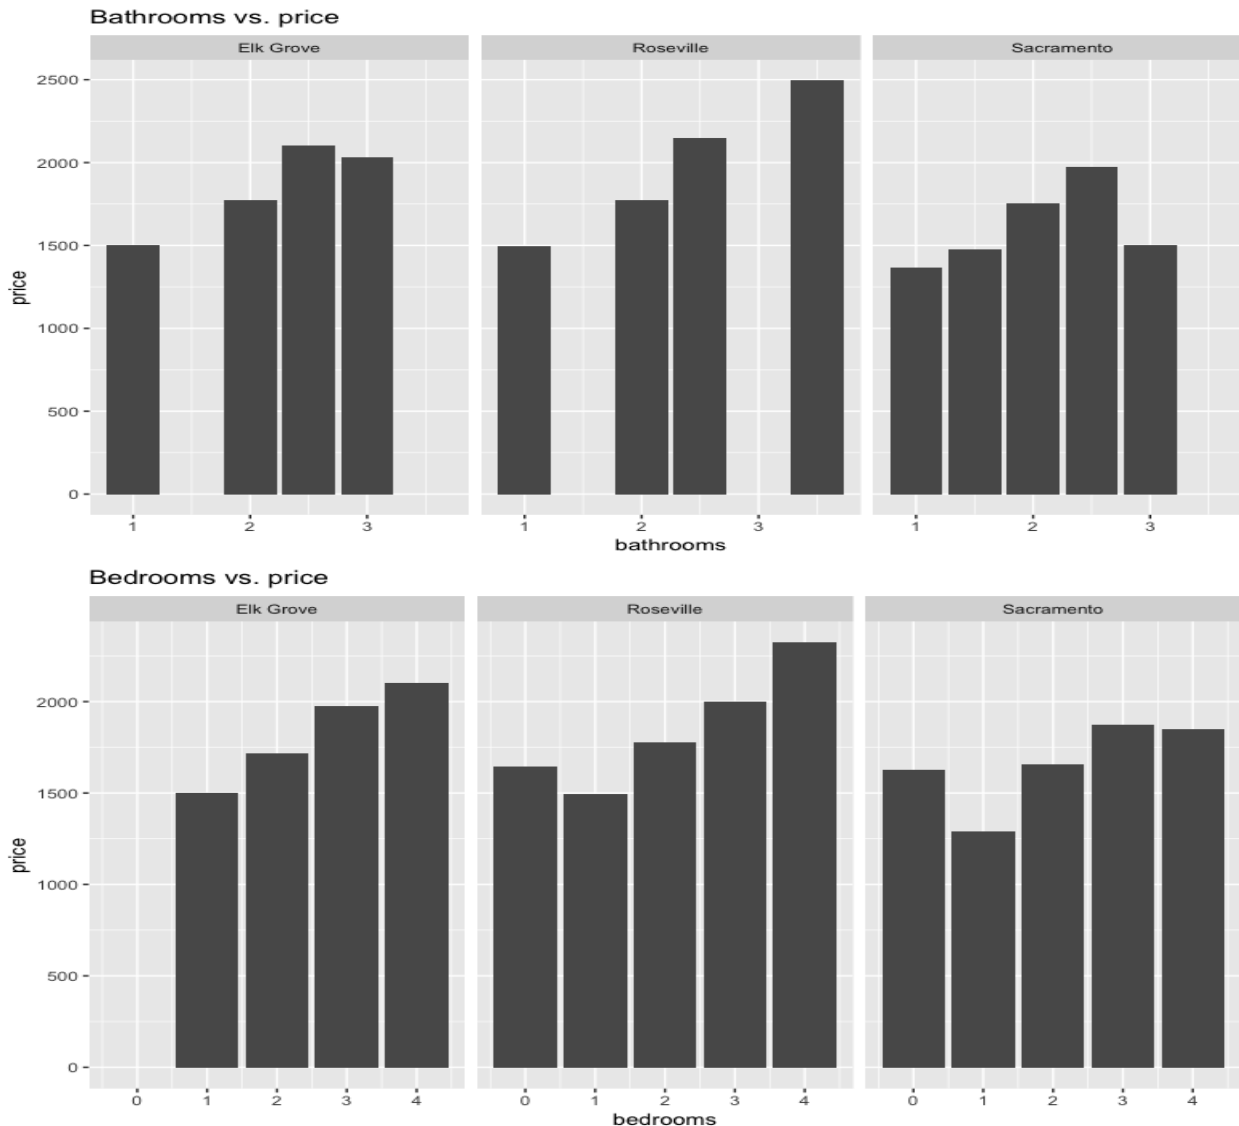 Bathrooms vs. price
Elk Grove Roseville Sacramento
2500
2000
1500
1000
500
0
price
1 2 3 1 2 3 1 2 3
bathrooms
Bedrooms vs. price
Elk Grove Roseville Sacramento
2000
1500
1000
500
0
price
0 1 2 3 4 0 1 2 3 4 0 1 2 3 4
bedrooms